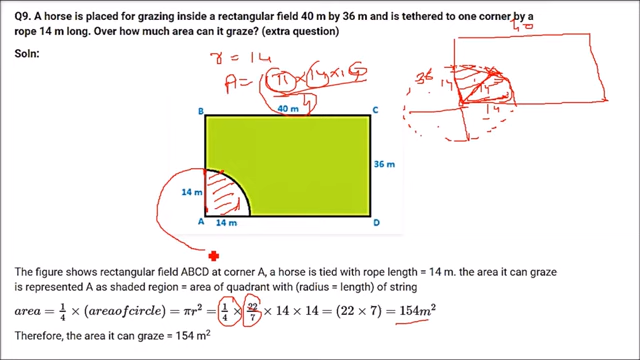 Q9. A horse is placed for grazing inside a rectangular field 40 m by 36 m and is tethered to one corner by a
rope 14 m long. Over how much area can it graze? (extra question)
40
Soln:
r = 14
A = π × 14 × 14
4
36
14
14
14
40 m
B
C
36 m
14 m
A
14 m
D
The figure shows rectangular field ABCD at corner A, a horse is tied with rope length = 14 m. the area it can graze
is represented A as shaded region = area of quadrant with (radius = length) of string
area = 1/4 × (areaofcircle) = πr² = 1/4 × 22/7 × 14 × 14 = (22 × 7) = 154m²
Therefore, the area it can graze = 154 m²